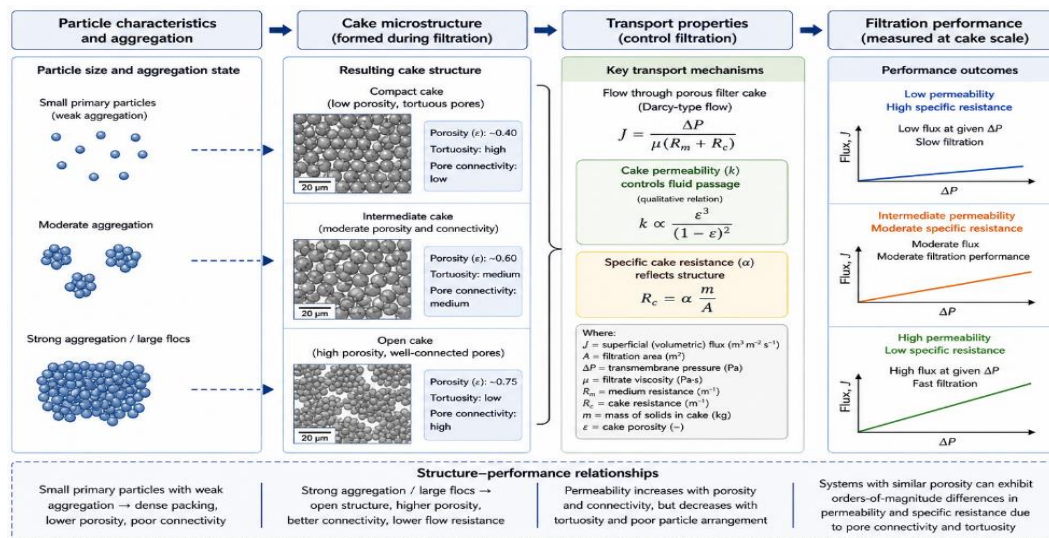 Particle characteristics
and aggregation
Cake microstructure
(formed during filtration)
Transport properties
(control filtration)
Filtration performance
(measured at cake scale)
Particle size and aggregation state
Small primary particles
(weak aggregation)
Moderate aggregation
Strong aggregation / large flocs
Resulting cake structure
Compact cake
(low porosity, tortuous pores)
20 μm
Porosity (ε): ~0.40
Tortuosity: high
Pore connectivity:
low
Intermediate cake
(moderate porosity and connectivity)
20 μm
Porosity (ε): ~0.60
Tortuosity: medium
Pore connectivity:
medium
Open cake
(high porosity, well-connected pores)
20 μm
Porosity (ε): ~0.75
Tortuosity: low
Pore connectivity:
high
Key transport mechanisms
Flow through porous filter cake
(Darcy-type flow)
J = ΔP / μ(Rₘ + R꜀)
Cake permeability (k)
controls fluid passage
(qualitative relation)
k ∝ ε³ / (1 − ε)²
Specific cake resistance (α)
reflects structure
R꜀ = α m / A
Where:
J = superficial (volumetric) flux (m³ m⁻² s⁻¹)
A = filtration area (m²)
ΔP = transmembrane pressure (Pa)
μ = filtrate viscosity (Pa·s)
Rₘ = medium resistance (m⁻¹)
R꜀ = cake resistance (m⁻¹)
m = mass of solids in cake (kg)
ε = cake porosity (–)
Performance outcomes
Low permeability
High specific resistance
Low flux at given ΔP
Slow filtration
Flux, J
ΔP
Intermediate permeability
Moderate specific resistance
Moderate flux
Moderate filtration performance
Flux, J
ΔP
High permeability
Low specific resistance
High flux at given ΔP
Fast filtration
Flux, J
ΔP
Structure–performance relationships
Small primary particles with weak
aggregation → dense packing,
lower porosity, poor connectivity
Strong aggregation / large flocs →
open structure, higher porosity,
better connectivity, lower flow resistance
Permeability increases with porosity
and connectivity, but decreases with
tortuosity and poor particle arrangement
Systems with similar porosity can exhibit
orders-of-magnitude differences in
permeability and specific resistance due
to pore connectivity and tortuosity